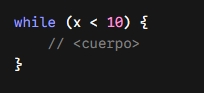 while (x < 10) {
    // <cuerpo>
}